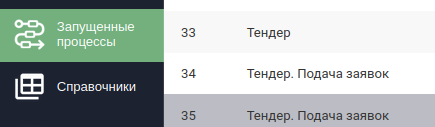 Запущенные
процессы
Справочники
33 Тендер
34 Тендер. Подача заявок
35 Тендер. Подача заявок